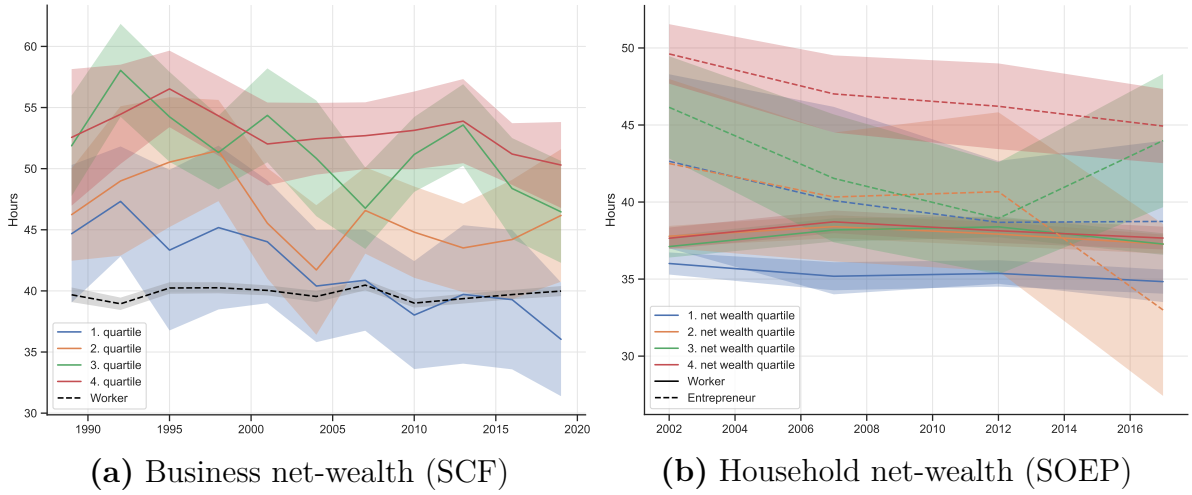 60
55
50
45
40
35
30
Hours
1. quartile
2. quartile
3. quartile
4. quartile
Worker
1990
1995
2000
2005
2010
2015
2020
(a) Business net-wealth (SCF)
50
45
40
35
30
Hours
1. net wealth quartile
2. net wealth quartile
3. net wealth quartile
4. net wealth quartile
Worker
Entrepreneur
2002
2004
2006
2008
2010
2012
2014
2016
(b) Household net-wealth (SOEP)